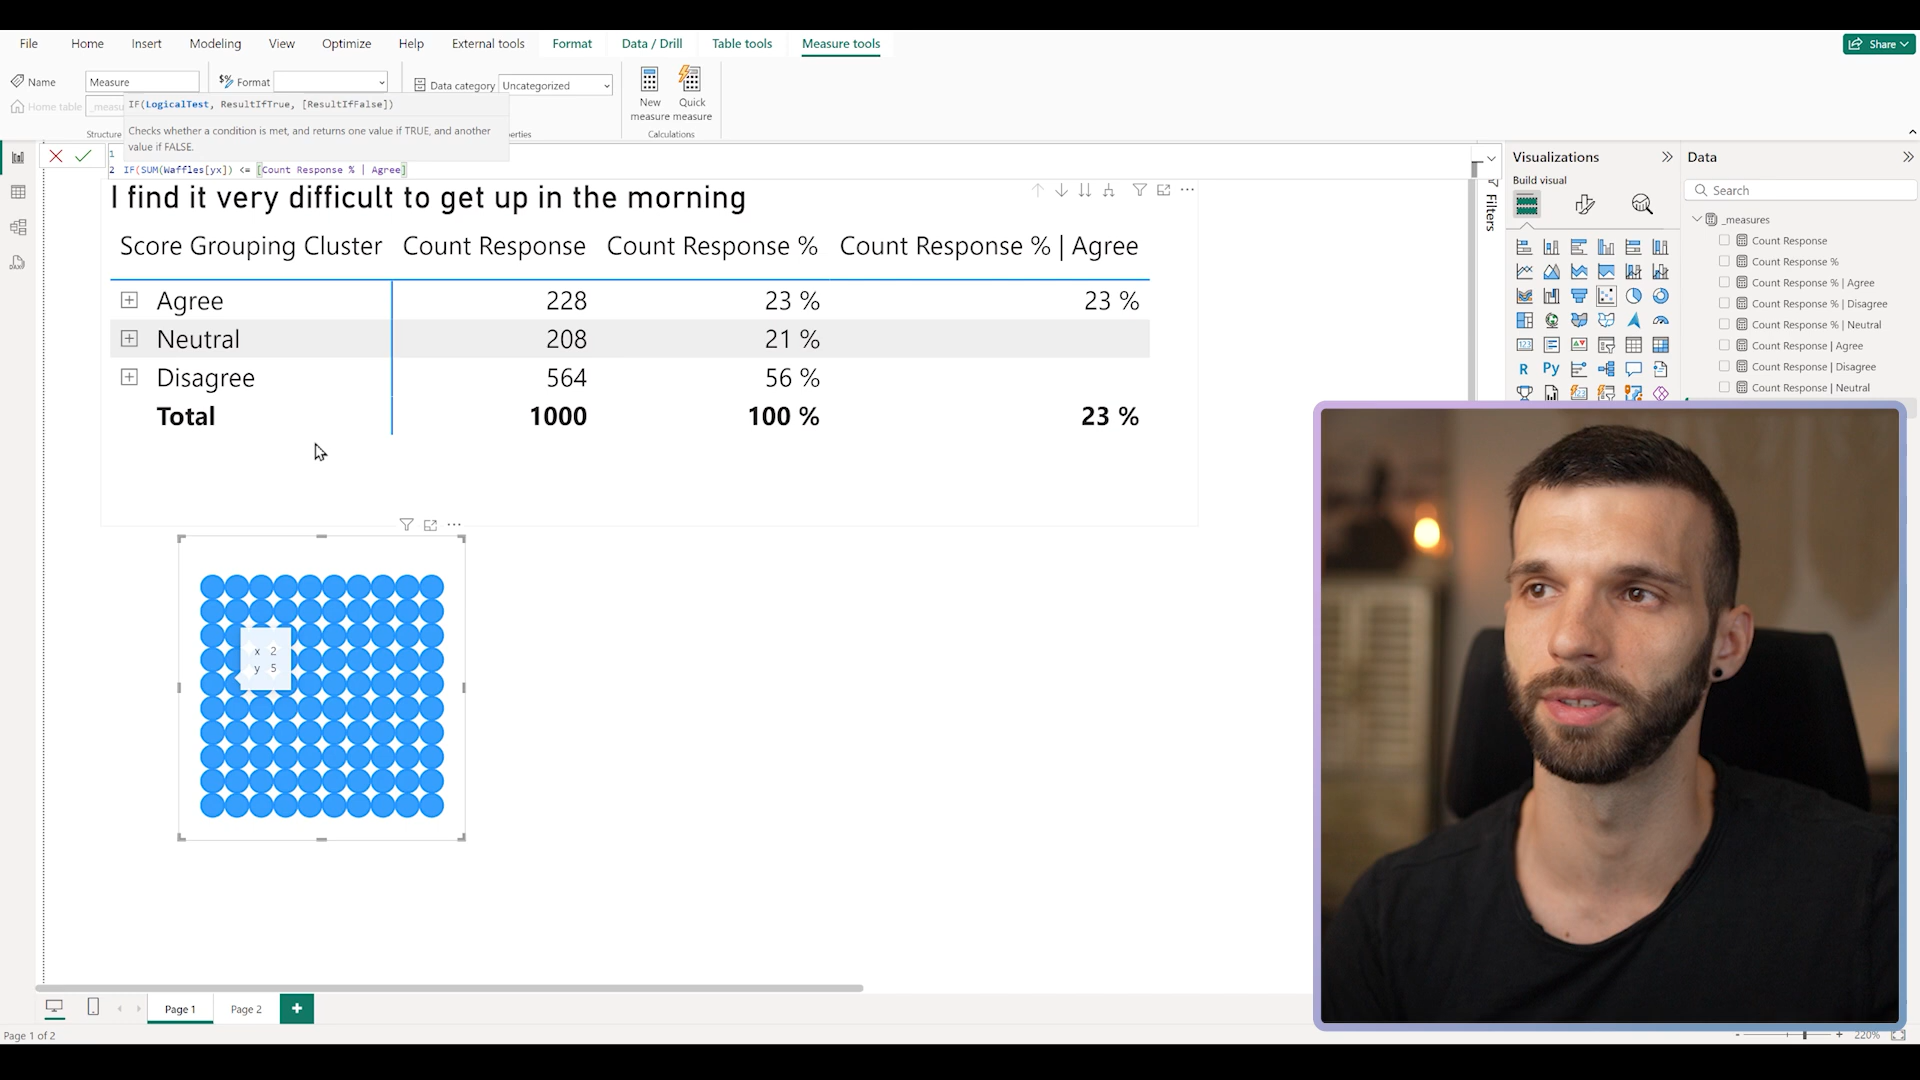 File Home Insert Modeling View Optimize Help External tools Format Data / Drill Table tools Measure tools
Share
Name Measure
Format
Data category Uncategorized
New measure
Quick measure
Home table _measu
Structure
erties
Calculations
IF(LogicalTest, ResultIfTrue, [ResultIfFalse])
Checks whether a condition is met, and returns one value if TRUE, and another
value if FALSE.
1
2 IF(SUM(Waffles[yx]) <= [Count Response % | Agree]
I find it very difficult to get up in the morning
Score Grouping Cluster Count Response Count Response % Count Response % | Agree
Agree 228 23 % 23 %
Neutral 208 21 %
Disagree 564 56 %
Total 1000 100 % 23 %
x 2
y 5
Filters
Visualizations
Build visual
123
R Py
Data
Search
_measures
Count Response
Count Response %
Count Response % | Agree
Count Response % | Disagree
Count Response % | Neutral
Count Response | Agree
Count Response | Disagree
Count Response | Neutral
Page 1 Page 2 +
Page 1 of 2
- + 220%